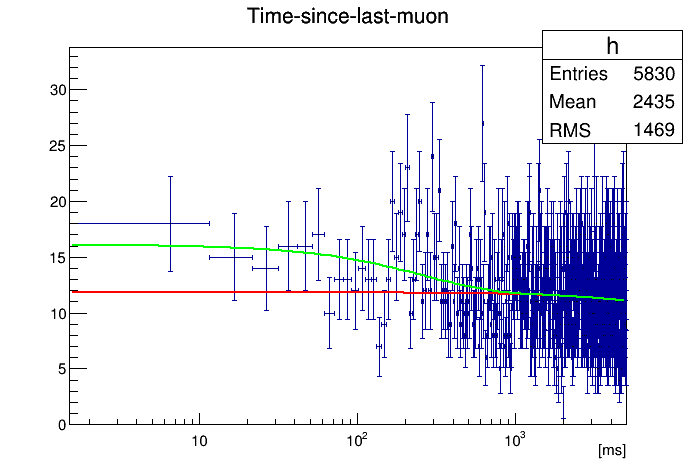 Time-since-last-muon
h
Entries 5830
Mean 2435
RMS 1469
30
25
20
15
10
5
0
10 10² 10³
[ms]